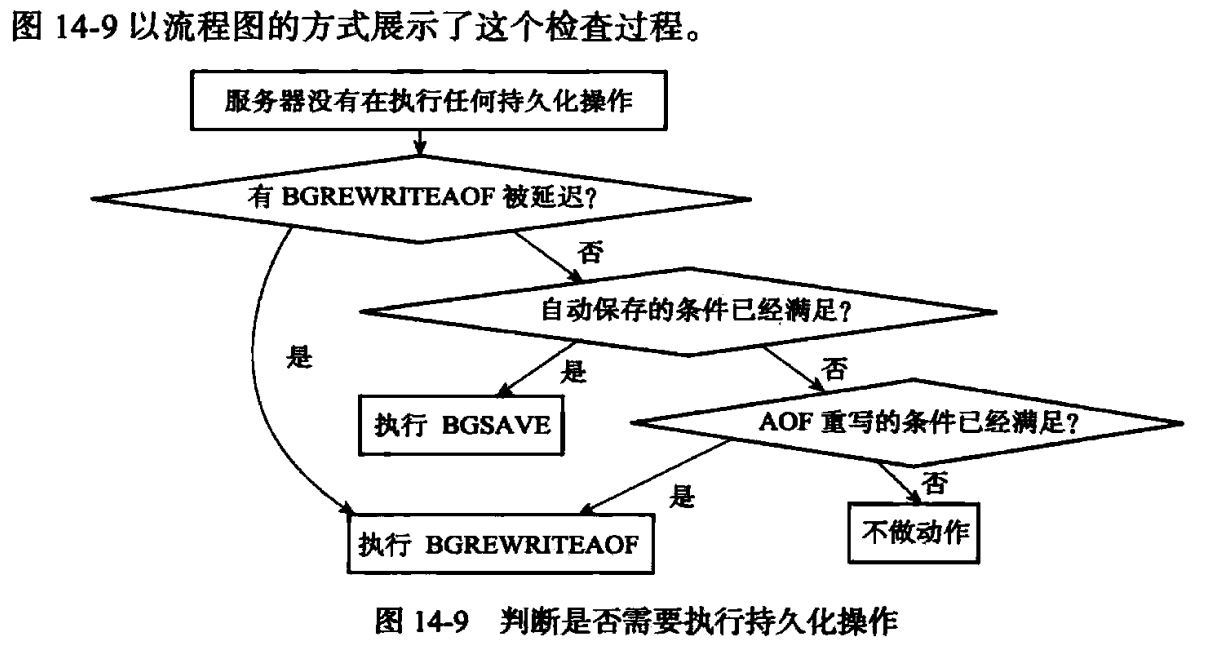 图 14-9 以流程图的方式展示了这个检查过程。
服务器没有在执行任何持久化操作
有 BGREWRITEAOF 被延迟?
否
自动保存的条件已经满足?
是
是
否
执行 BGSAVE
AOF 重写的条件已经满足?
是
否
执行 BGREWRITEAOF
不做动作
图 14-9 判断是否需要执行持久化操作